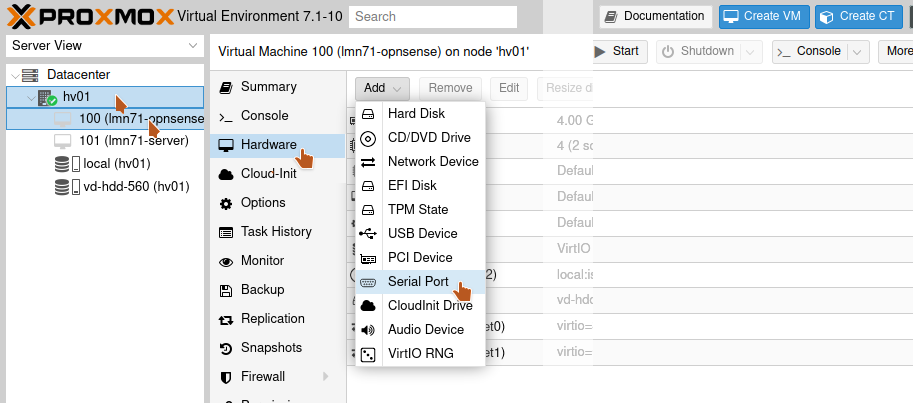 PROXMOX Virtual Environment 7.1-10 Search Documentation Create VM Create CT
Server View
Virtual Machine 100 (lmn71-opnsense) on node 'hv01' Start Shutdown Console More
Datacenter
hv01
100 (lmn71-opnsense
101 (lmn71-server)
local (hv01)
vd-hdd-560 (hv01)
Summary
Console
Hardware
Cloud-Init
Options
Task History
Monitor
Backup
Replication
Snapshots
Firewall
Add Remove Edit Resize di
Hard Disk
CD/DVD Drive
Network Device
EFI Disk
TPM State
USB Device
PCI Device
Serial Port
CloudInit Drive
Audio Device
VirtIO RNG
4.00 G
4 (2 so
Defaul
Defaul
Defaul
VirtIO
2) local:is
vd-hdd
et0) virtio=
et1) virtio=